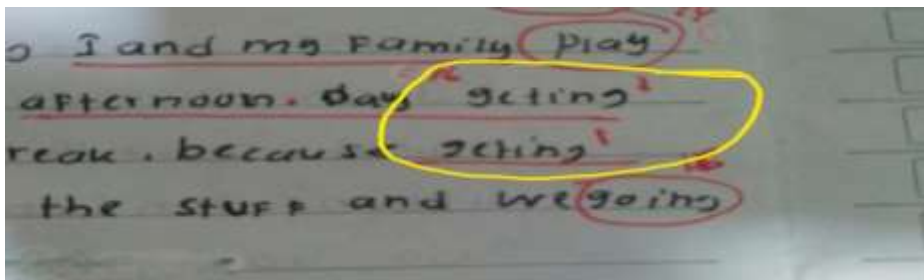 I and my Family play
afternoon. day geting
reak. because geting
the stuff and we going